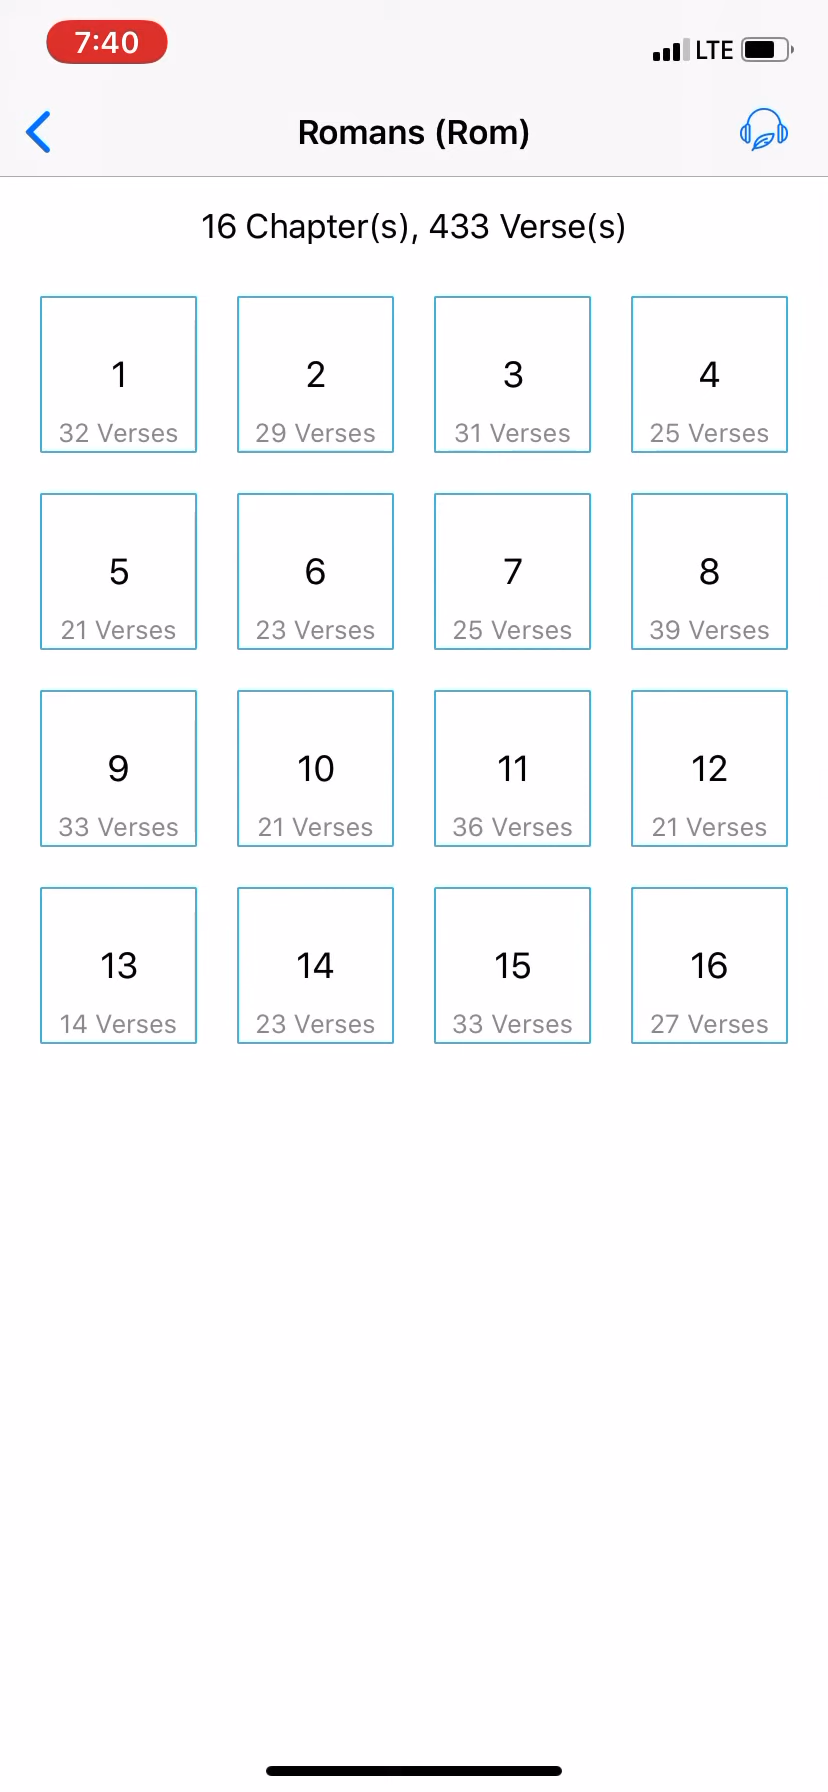 7:40
LTE
Romans (Rom)
16 Chapter(s), 433 Verse(s)
1
32 Verses
2
29 Verses
3
31 Verses
4
25 Verses
5
21 Verses
6
23 Verses
7
25 Verses
8
39 Verses
9
33 Verses
10
21 Verses
11
36 Verses
12
21 Verses
13
14 Verses
14
23 Verses
15
33 Verses
16
27 Verses